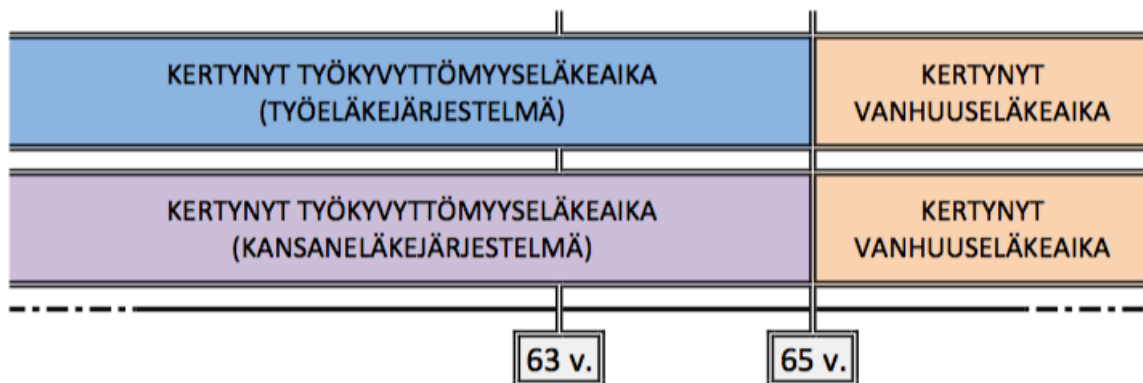 KERTYNYT TYÖKYVYTTÖMYYSELÄKEAIKA
(TYÖELÄKEJÄRJESTELMÄ)
KERTYNYT
VANHUUSELÄKEAIKA
KERTYNYT TYÖKYVYTTÖMYYSELÄKEAIKA
(KANSANELÄKEJÄRJESTELMÄ)
KERTYNYT
VANHUUSELÄKEAIKA
63 v.
65 v.